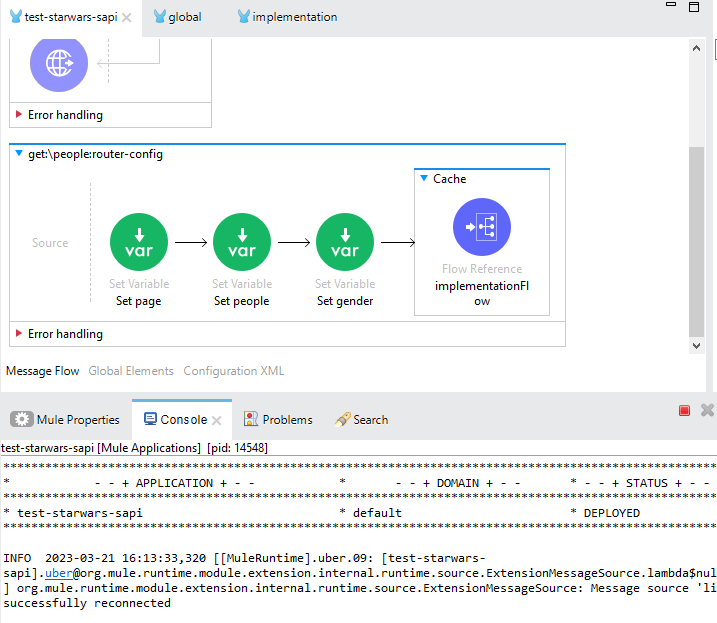 test-starwars-sapi global implementation
Error handling
get:\people:router-config
Cache
Source
var var var
Set Variable Set Variable Set Variable Flow Reference
Set page Set people Set gender implementationFl
ow
Error handling
Message Flow Global Elements Configuration XML
Mule Properties Console Problems Search
test-starwars-sapi [Mule Applications] [pid: 14548]
**********************************************************************************************************
* - - + APPLICATION + - - * - - + DOMAIN + - - * - - + STATUS + - -
**********************************************************************************************************
* test-starwars-sapi * default * DEPLOYED
**********************************************************************************************************
INFO 2023-03-21 16:13:33,320 [[MuleRuntime].uber.09: [test-starwars-
sapi].uber@org.mule.runtime.module.extension.internal.runtime.source.ExtensionMessageSource.lambda$nul
] org.mule.runtime.module.extension.internal.runtime.source.ExtensionMessageSource: Message source 'li
successfully reconnected